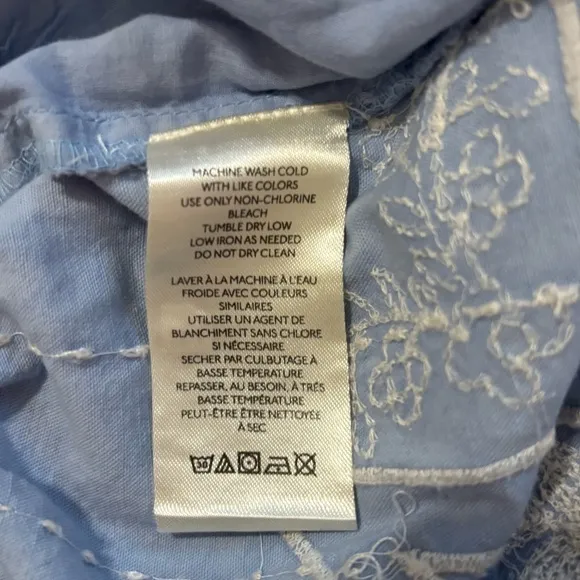 MACHINE WASH COLD
WITH LIKE COLORS
USE ONLY NON-CHLORINE
BLEACH
TUMBLE DRY LOW
LOW IRON AS NEEDED
DO NOT DRY CLEAN
LAVER À LA MACHINE À L'EAU
FROIDE AVEC COULEURS
SIMILAIRES
UTILISER UN AGENT DE
BLANCHIMENT SANS CHLORE
SI NÉCESSAIRE
SECHER PAR CULBUTAGE À
BASSE TEMPERATURE
REPASSER, AU BESOIN, À TRÉS
BASSE TEMPÉRATURE
PEUT-ÊTRE ÊTRE NETTOYÉE
À SEC
30